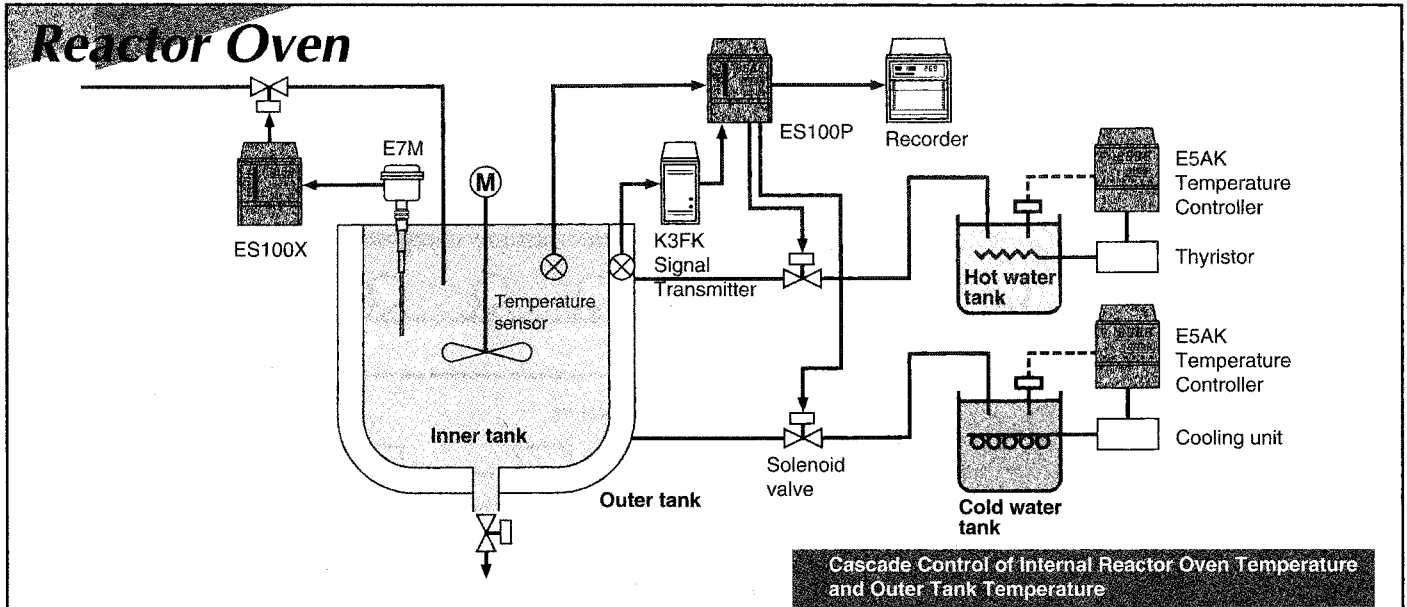 Reactor Oven
E7M
M
ES100X
ES100P
Recorder
K3FK
Signal
Transmitter
Temperature
sensor
Inner tank
Outer tank
Solenoid
valve
E5AK
Temperature
Controller
Thyristor
Hot water
tank
E5AK
Temperature
Controller
Cooling unit
Cold water
tank
Cascade Control of Internal Reactor Oven Temperature
and Outer Tank Temperature